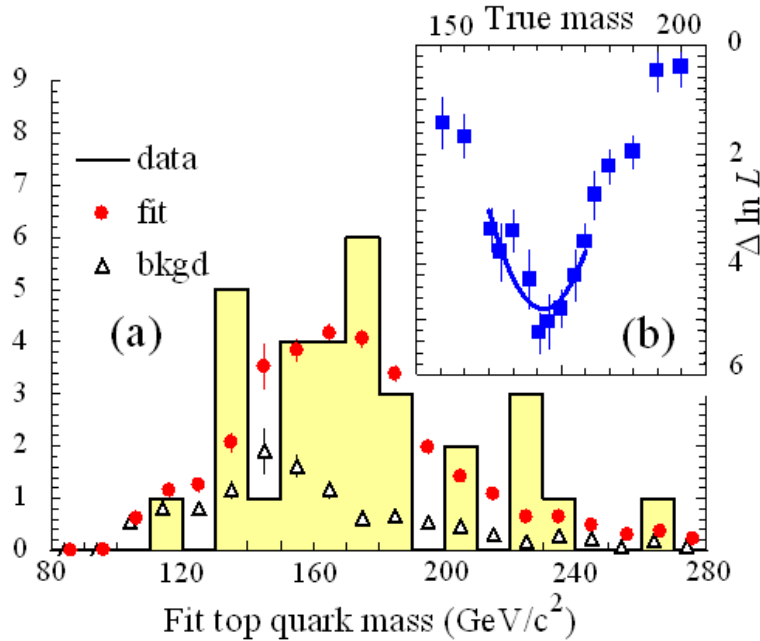 True mass
150 200
0
2
4
6
Δ ln L
(b)
9
8
7
6
5
4
3
2
1
0
data
fit
bkgd
(a)
80 120 160 200 240 280
Fit top quark mass (GeV/c²)